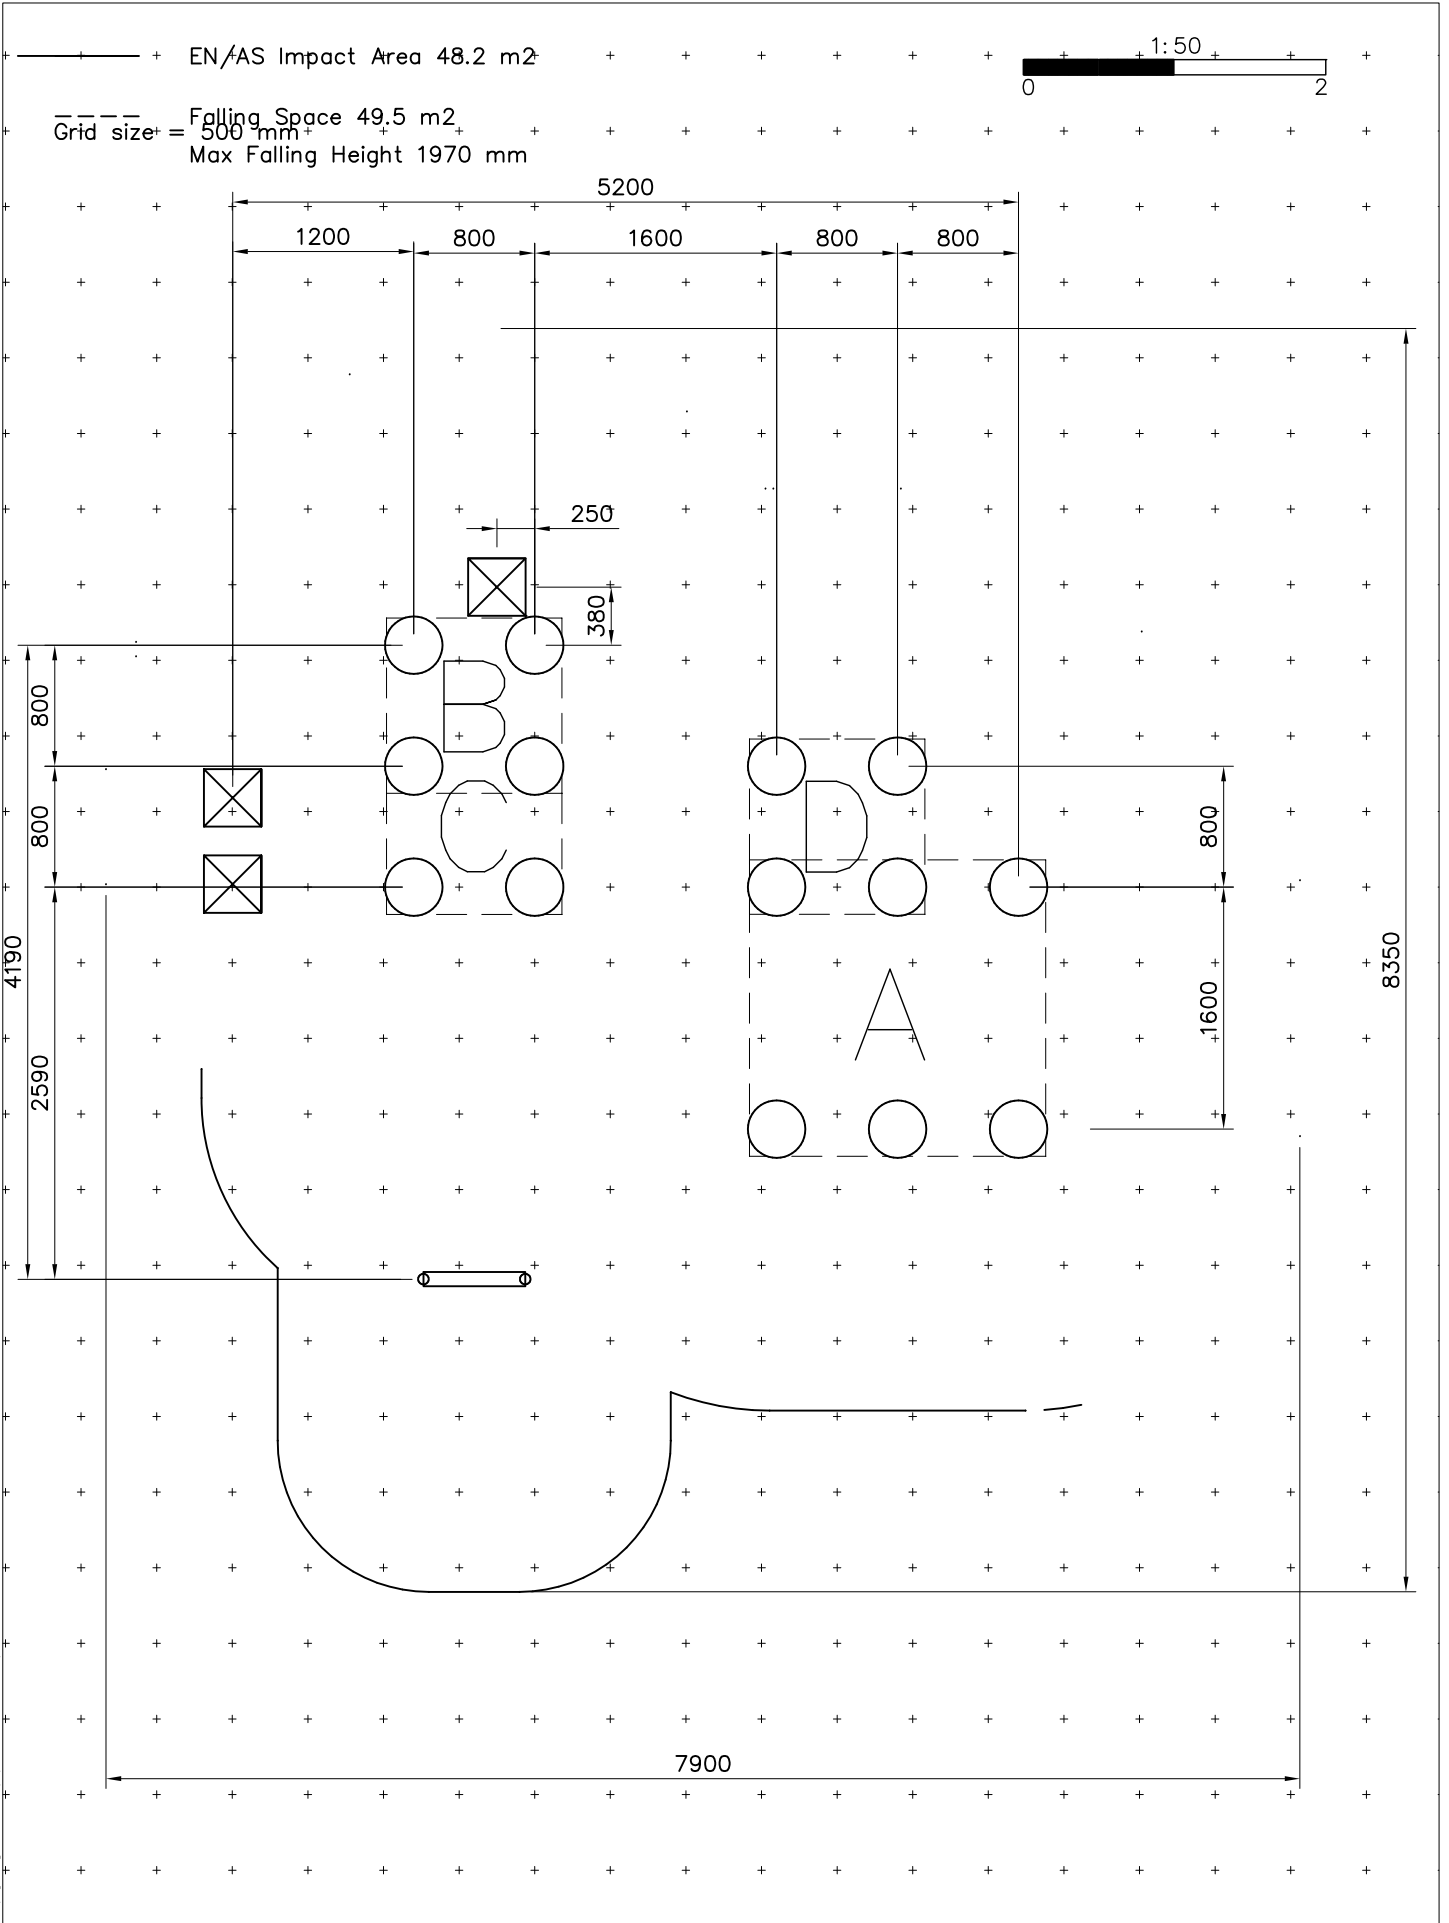 EN/AS Impact Area 48.2 m2
1:50
0 2
Falling Space 49.5 m2
Grid size = 500 mm
Max Falling Height 1970 mm
5200
1200 800 1600 800 800
250
380
B
800
C
D
800
800
4190
8350
A
1600
2590
7900